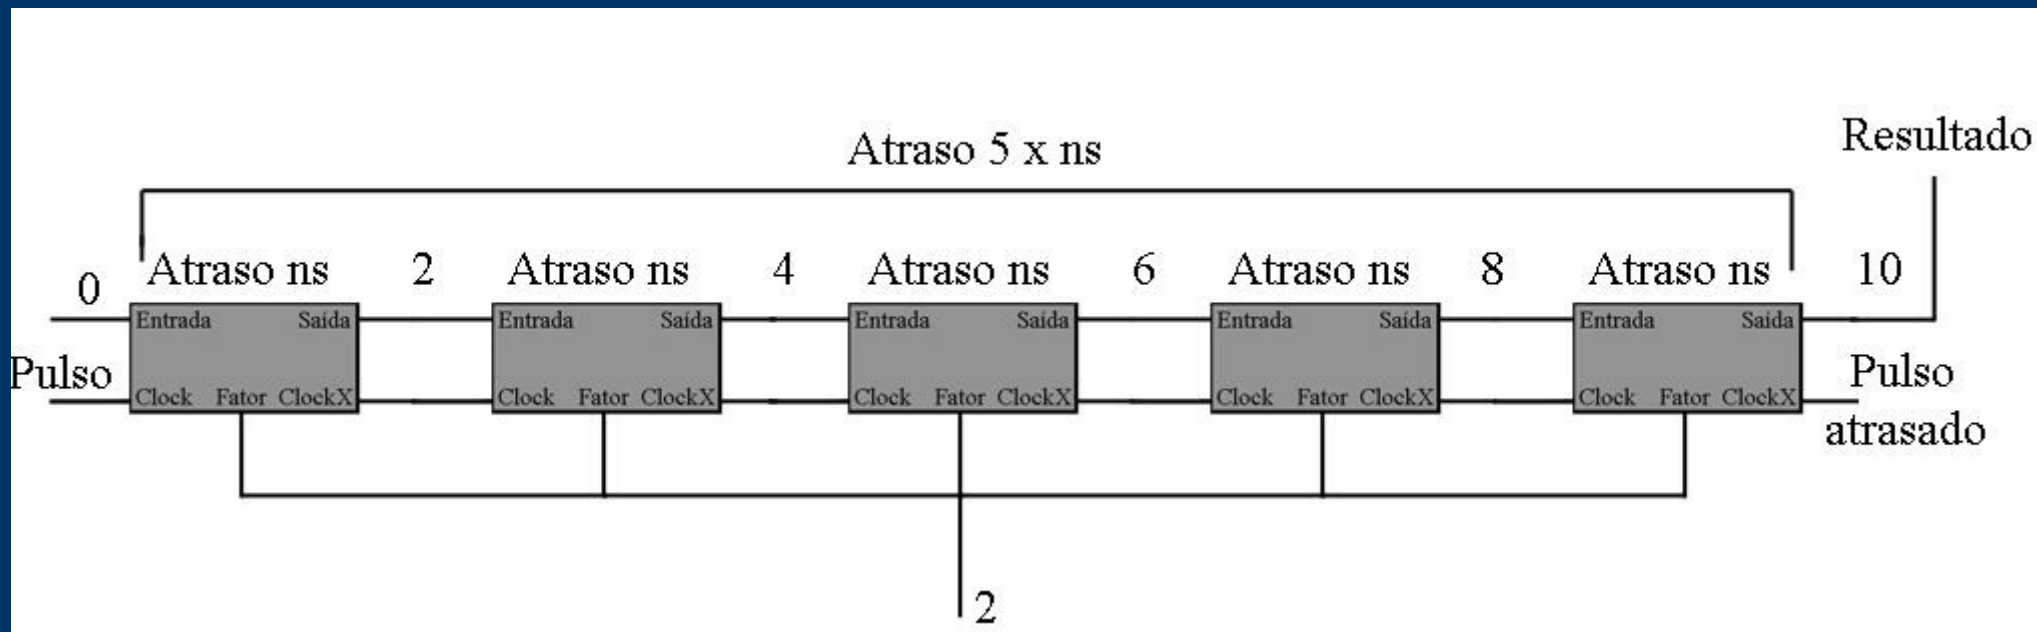 Resultado
Atraso 5 x ns
0 Atraso ns 2 Atraso ns 4 Atraso ns 6 Atraso ns 8 Atraso ns 10
Entrada Saída Entrada Saída Entrada Saída Entrada Saída Entrada Saída
Pulso Clock Fator ClockX Clock Fator ClockX Clock Fator ClockX Clock Fator ClockX Clock Fator ClockX Pulso
atrasado
2